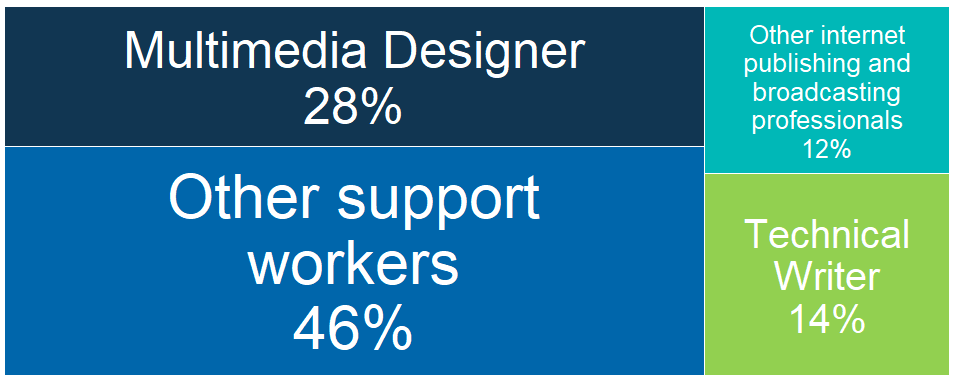 Multimedia Designer
28%
Other support
workers
46%
Other internet
publishing and
broadcasting
professionals
12%
Technical
Writer
14%